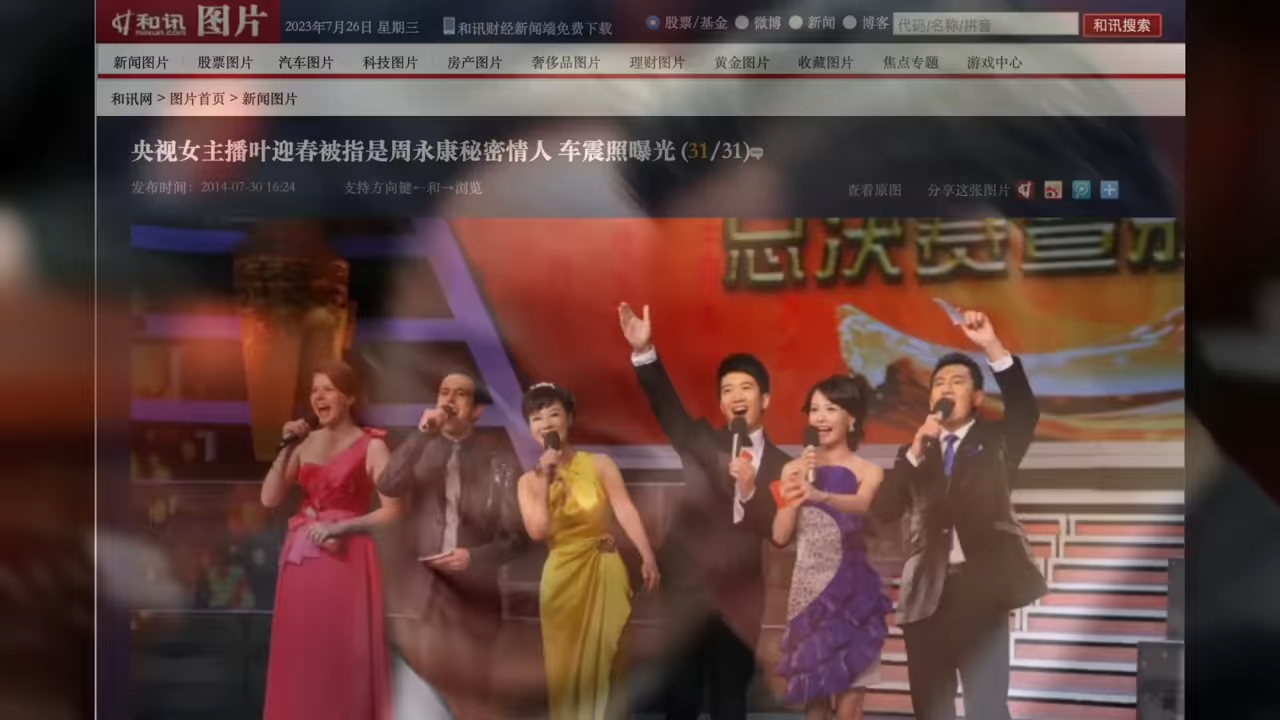 和讯 图片
hexun.com
2023年7月26日 星期三
和讯财经新闻端免费下载
股票/基金 微博 新闻 博客
代码/名称/拼音
和讯搜索
新闻图片 股票图片 汽车图片 科技图片 房产图片 奢侈品图片 理财图片 黄金图片 收藏图片 焦点专题 游戏中心
和讯网 > 图片首页 > 新闻图片
央视女主播叶迎春被指是周永康秘密情人 车震照曝光 (31/31)
发布时间：2014-07-30 16:24 支持方向键←和→浏览
查看原图 分享这张图片
总决赛暨